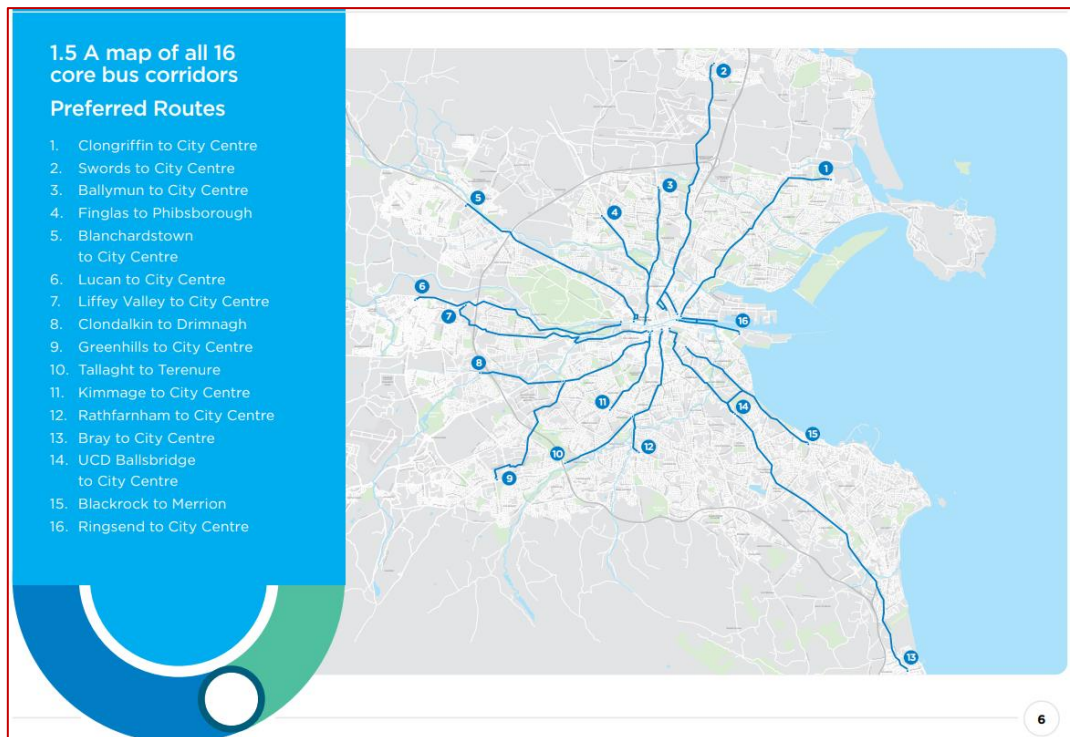 1.5 A map of all 16
core bus corridors
Preferred Routes
1. Clongriffin to City Centre
2. Swords to City Centre
3. Ballymun to City Centre
4. Finglas to Phibsborough
5. Blanchardstown
to City Centre
6. Lucan to City Centre
7. Liffey Valley to City Centre
8. Clondalkin to Drimnagh
9. Greenhills to City Centre
10. Tallaght to Terenure
11. Kimmage to City Centre
12. Rathfarnham to City Centre
13. Bray to City Centre
14. UCD Ballsbridge
to City Centre
15. Blackrock to Merrion
16. Ringsend to City Centre
2
1
3
5
4
6
7
16
8
11
14
15
12
10
9
13
6